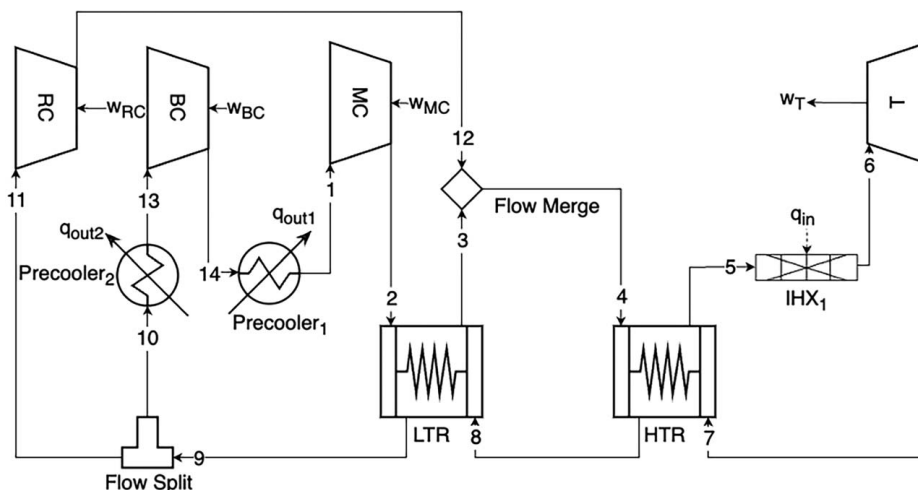 RC
w_RC
BC
w_BC
MC
w_MC
w_T
T
12
6
11
13
1
Flow Merge
q_out2
q_out1
3
q_in
Precooler_2
14
5
Precooler_1
2
4
IHX_1
10
LTR
8
HTR
7
9
Flow Split